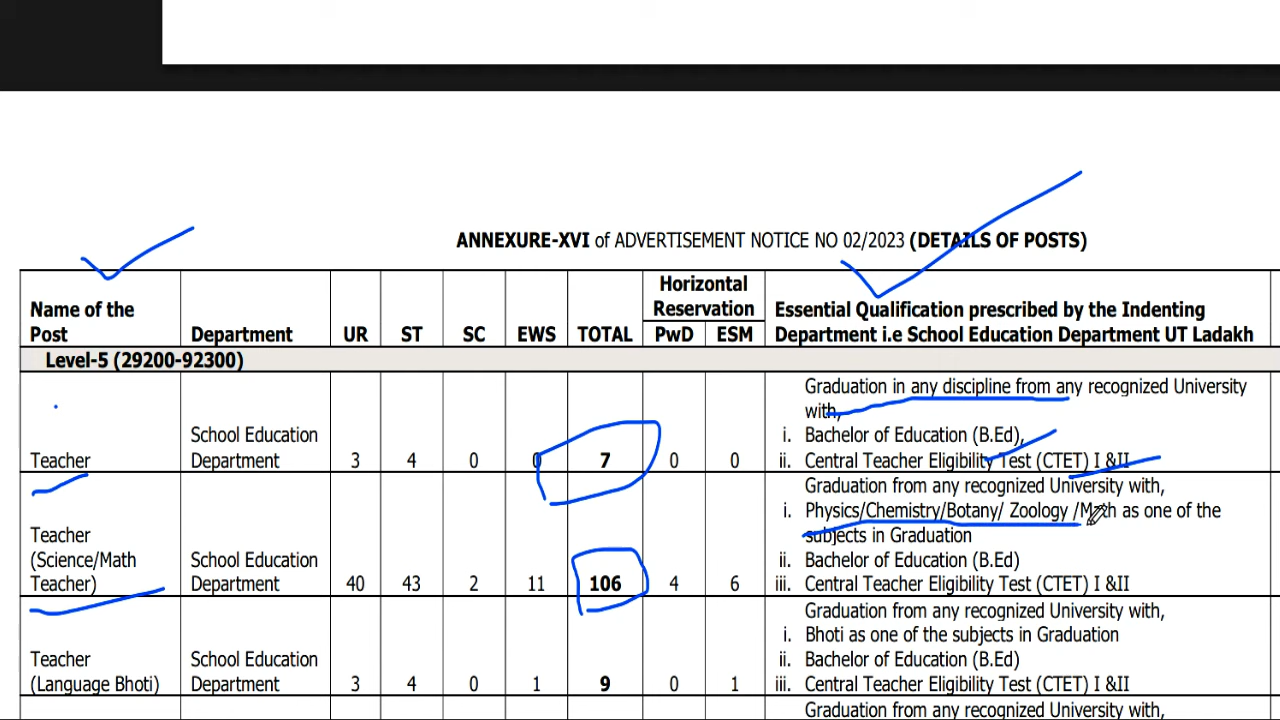 ANNEXURE-XVI of ADVERTISEMENT NOTICE NO 02/2023 (DETAILS OF POSTS)
Name of the Post Department UR ST SC EWS TOTAL Horizontal Reservation PwD ESM Essential Qualification prescribed by the Indenting Department i.e School Education Department UT Ladakh
Level-5 (29200-92300)
Teacher School Education Department 3 4 0 0 7 0 0
Graduation in any discipline from any recognized University
with,
i. Bachelor of Education (B.Ed),
ii. Central Teacher Eligibility Test (CTET) I &II
Teacher (Science/Math Teacher) School Education Department 40 43 2 11 106 4 6
Graduation from any recognized University with,
i. Physics/Chemistry/Botany/ Zoology /Math as one of the
subjects in Graduation
ii. Bachelor of Education (B.Ed)
iii. Central Teacher Eligibility Test (CTET) I &II
Teacher (Language Bhoti) School Education Department 3 4 0 1 9 0 1
Graduation from any recognized University with,
i. Bhoti as one of the subjects in Graduation
ii. Bachelor of Education (B.Ed)
iii. Central Teacher Eligibility Test (CTET) I &II
Graduation from any recognized University with,